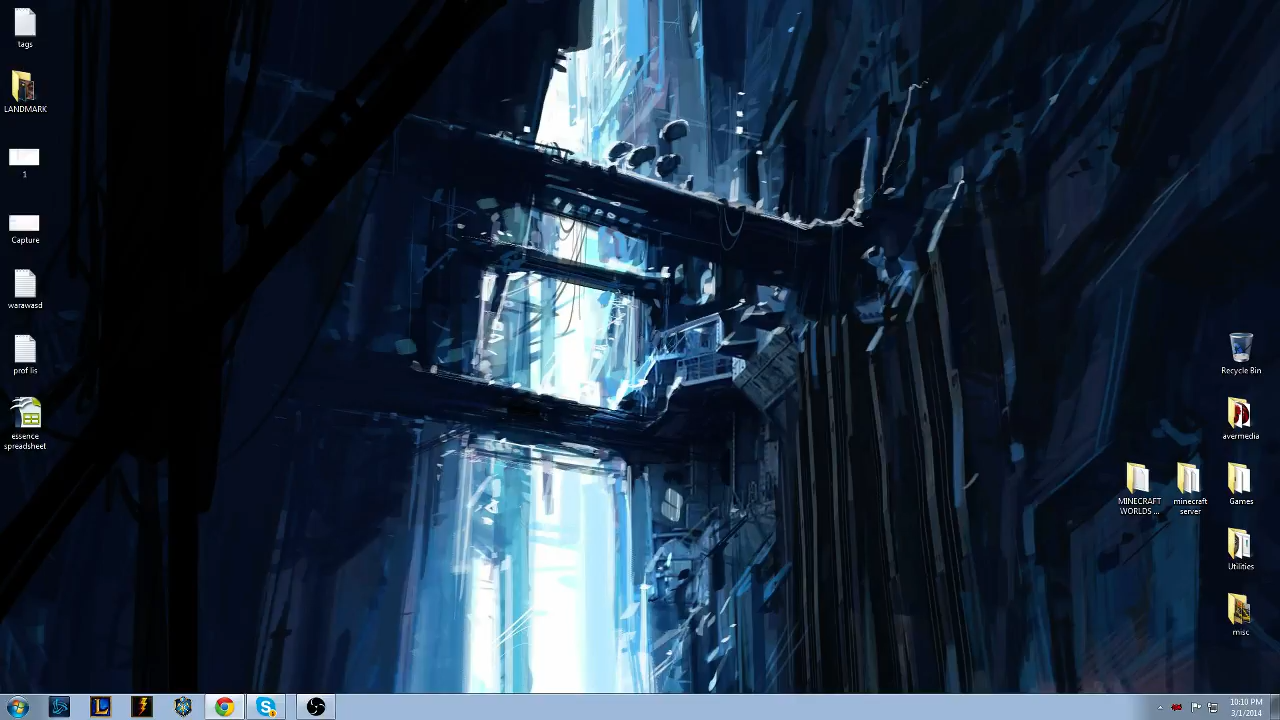 tags
LANDMARK
1
Capture
warawasd
prof lis
essence
spreadsheet
Recycle Bin
avermedia
MINECRAFT
WORLDS ...
minecraft
server
Games
Utilities
misc
10:10 PM
3/1/2014